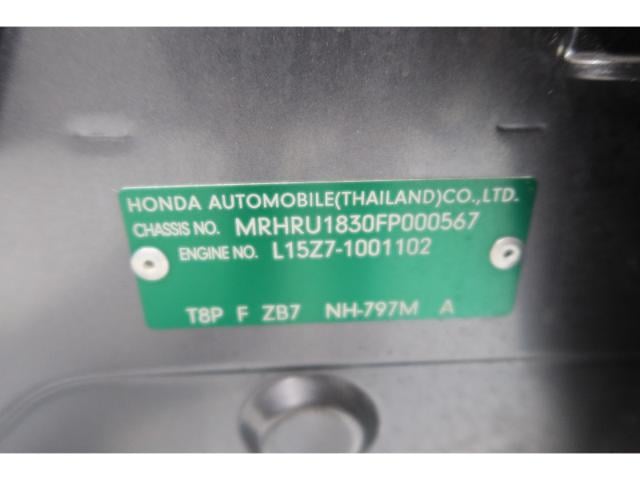 HONDA AUTOMOBILE(THAILAND)CO.,LTD.
CHASSIS NO. MRHRU1830FP000567
ENGINE NO. L15Z7-1001102
T8P F ZB7 NH-797M A